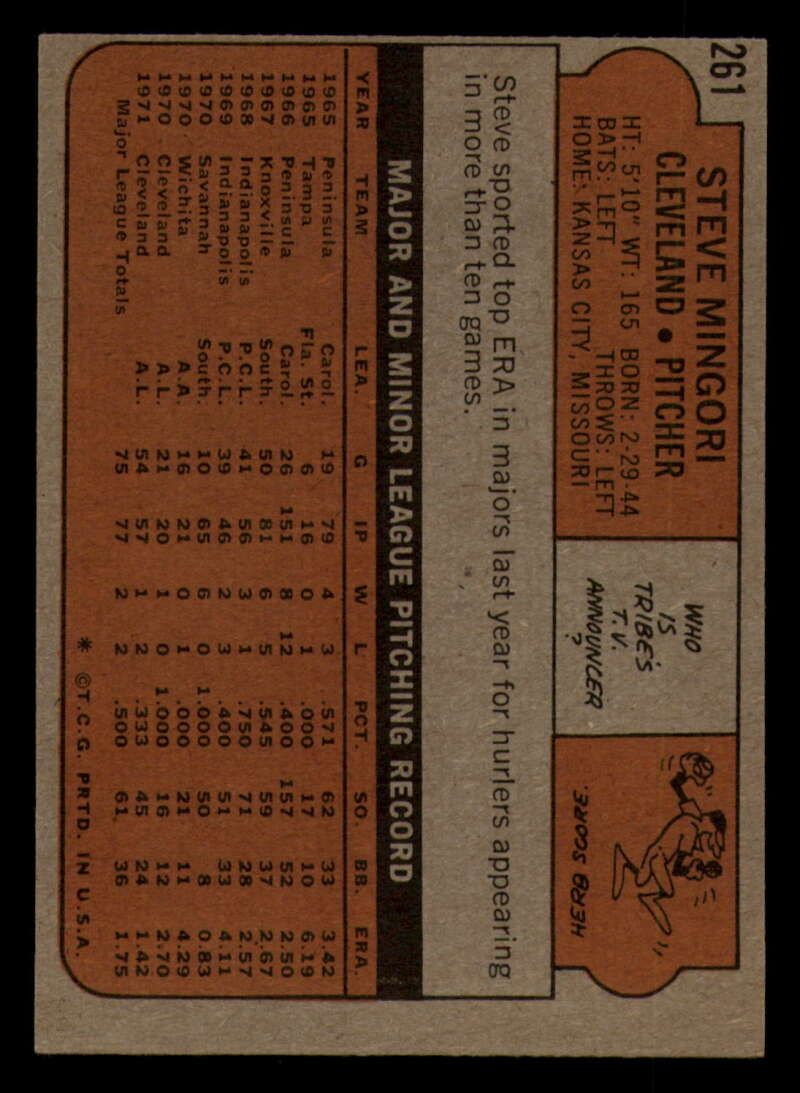 261
STEVE MINGORI
CLEVELAND • PITCHER
HT: 5'10" WT: 165 BORN: 2-29-44
BATS: LEFT THROWS: LEFT
HOME: KANSAS CITY, MISSOURI
WHO
IS
TRIBE'S
T.V.
ANNOUNCER
?
HERB SCORE.
Steve sported top ERA in majors last year for hurlers appearing
in more than ten games.
MAJOR AND MINOR LEAGUE PITCHING RECORD
YEAR TEAM LEA. G IP W L PCT. SO. BB. ERA.
1965 Peninsula Carol. 19 79 4 3 .571 62 33 3.42
1965 Tampa Fla. St. 6 16 0 1 .000 17 10 6.19
1966 Peninsula Carol. 26 151 8 12 .400 157 52 2.50
1967 Knoxville South. 50 81 6 5 .545 59 37 2.67
1968 Indianapolis P.C.L. 41 56 3 1 .750 71 28 2.57
1969 Indianapolis P.C.L. 39 46 2 3 .400 51 33 4.11
1970 Savannah South. 10 65 6 0 1.000 50 8 0.83
1970 Wichita A.A. 16 21 0 1 .000 21 11 4.29
1970 Cleveland A.L. 21 20 1 0 1.000 16 12 2.70
1971 Cleveland A.L. 54 57 1 2 .333 45 24 1.42
Major League Totals 75 77 2 2 .500 61 36 1.75
* ©T.C.G. PRTD. IN U.S.A.